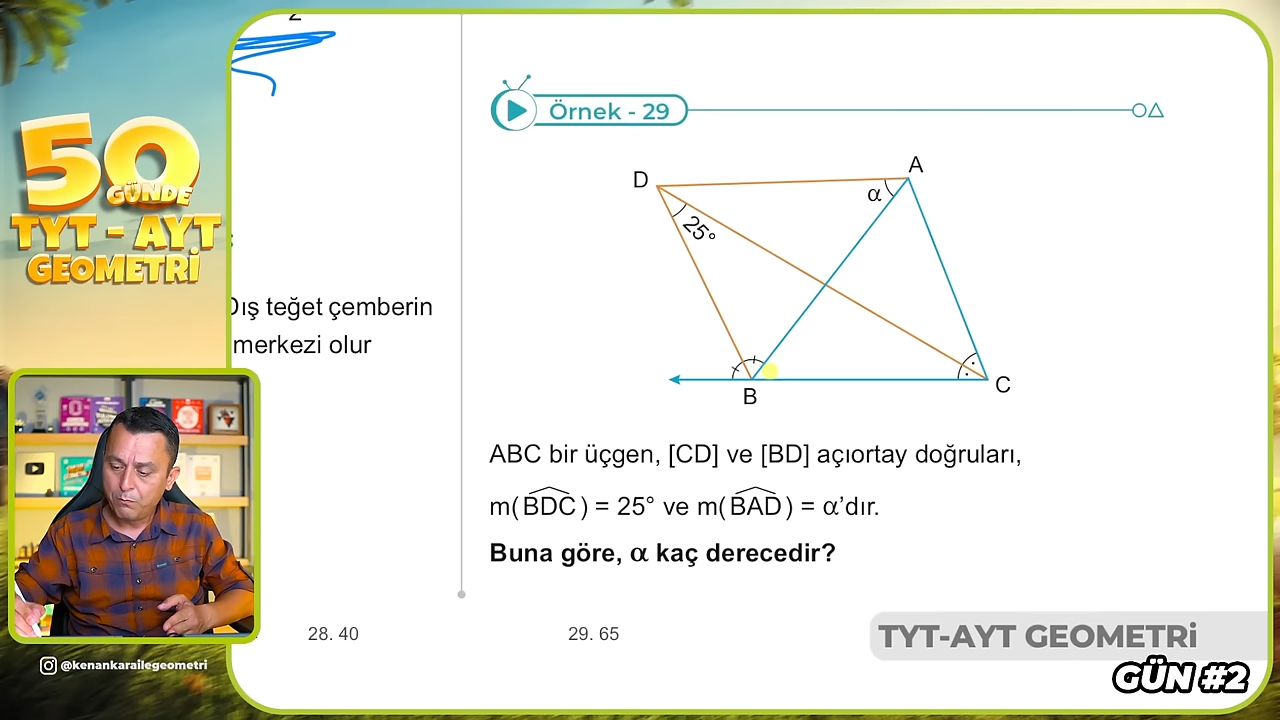 50
GÜNDE
TYT - AYT
GEOMETRİ
2
Dış teğet çemberin
merkezi olur
Örnek - 29
D
A
α
25°
B
C
ABC bir üçgen, [CD] ve [BD] açıortay doğruları,
m(BDC) = 25° ve m(BAD) = α’dır.
Buna göre, α kaç derecedir?
28. 40
29. 65
TYT-AYT GEOMETRİ
GÜN #2
@kenankarailegeometri